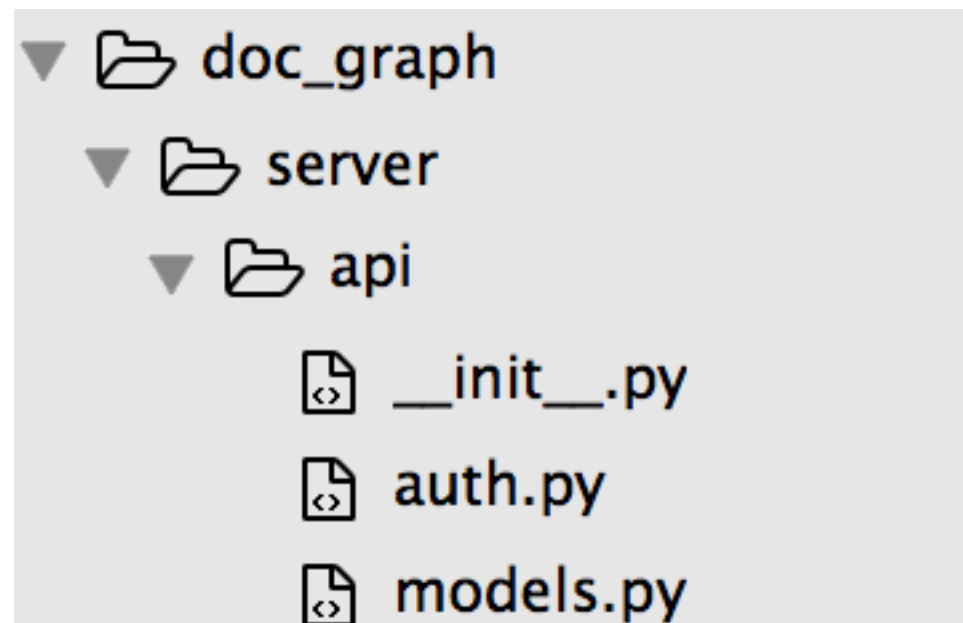 doc_graph
server
api
__init__.py
auth.py
models.py